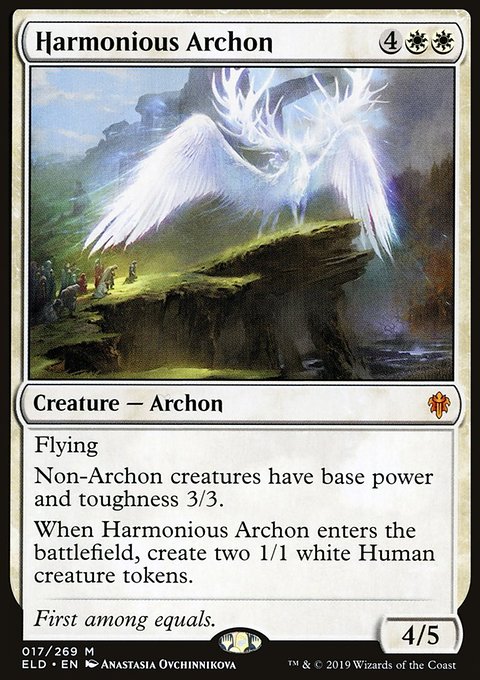 Harmonious Archon 4
Creature — Archon
Flying
Non-Archon creatures have base power
and toughness 3/3.
When Harmonious Archon enters the
battlefield, create two 1/1 white Human
creature tokens.
First among equals.
4/5
017/269 M
ELD • EN Anastasia Ovchinnikova
™ & © 2019 Wizards of the Coast